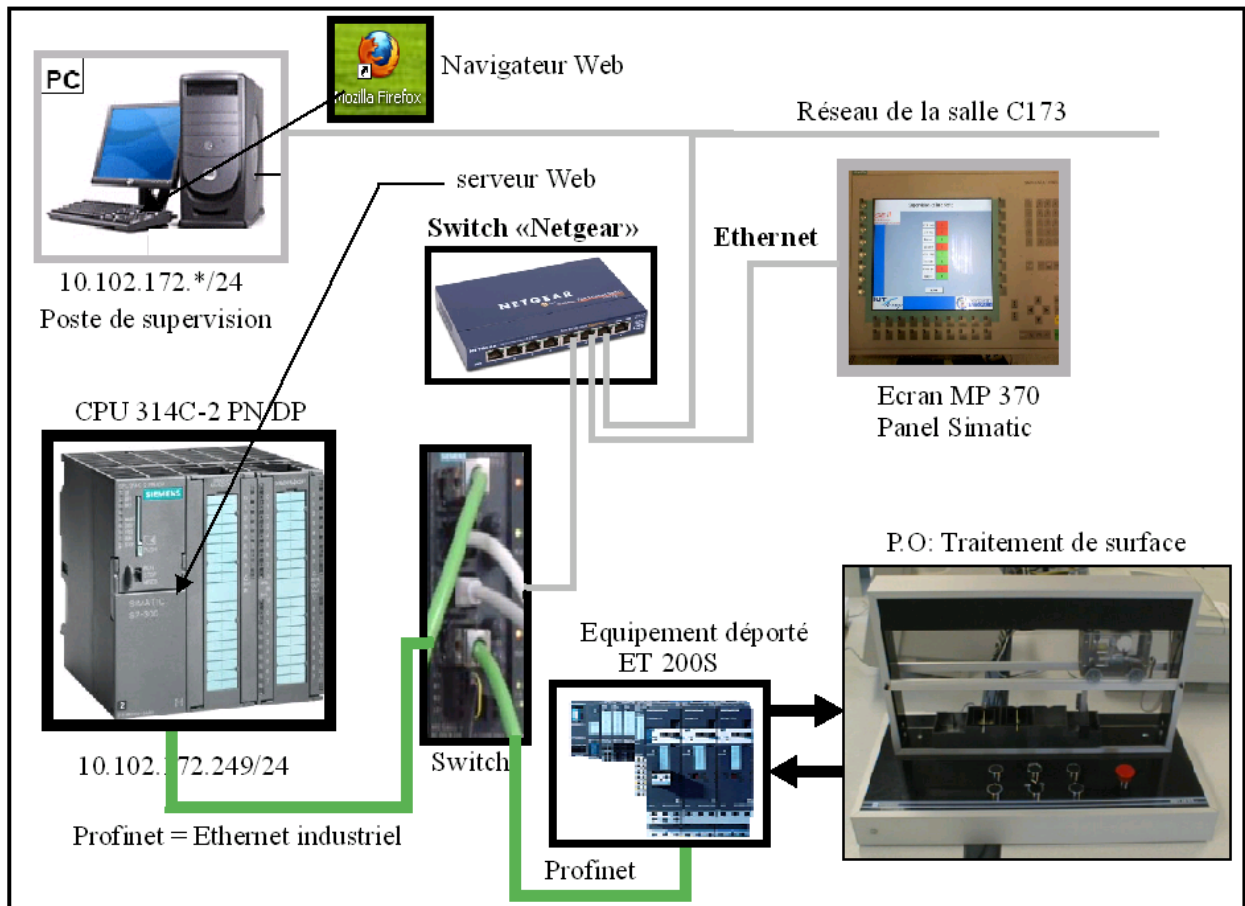 PC
Mozilla Firefox
Navigateur Web
Réseau de la salle C173
serveur Web
Switch «Netgear»
Ethernet
NETGEAR
10.102.172.*/24
Poste de supervision
Ecran MP 370
Panel Simatic
CPU 314C-2 PN/DP
SIEMENS
SIMATIC
S7-300
P.O: Traitement de surface
Equipement déporté
ET 200S
10.102.172.249/24
Switch
Profinet = Ethernet industriel
Profinet